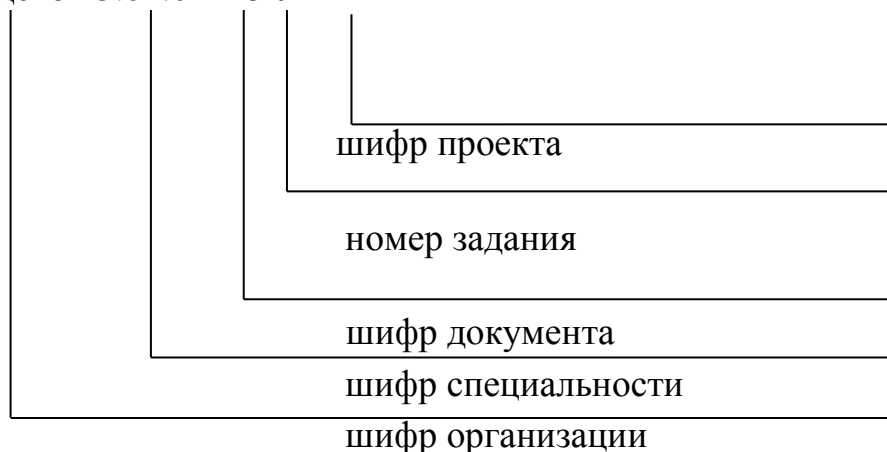 шифр проекта
номер задания
шифр документа
шифр специальности
шифр организации